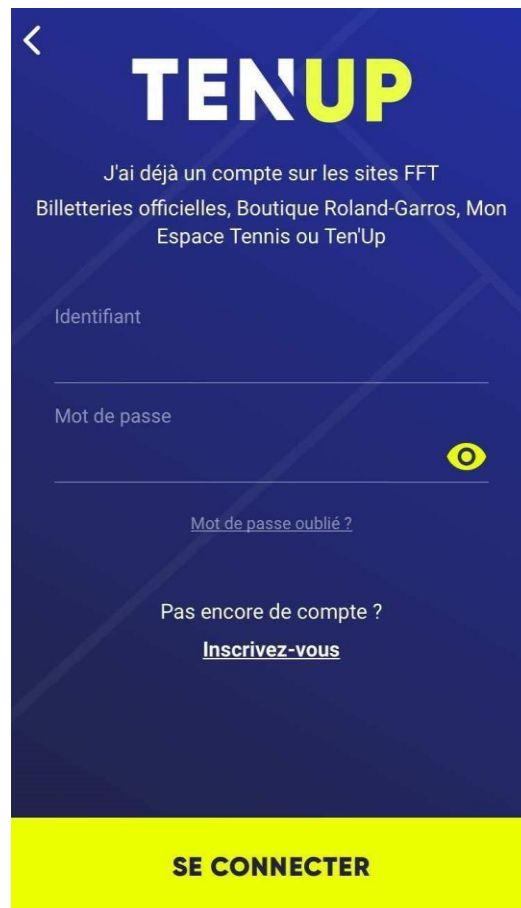 TENUP
J'ai déjà un compte sur les sites FFT
Billetteries officielles, Boutique Roland-Garros, Mon
Espace Tennis ou Ten'Up
Identifiant
Mot de passe
Mot de passe oublié ?
Pas encore de compte ?
Inscrivez-vous
SE CONNECTER